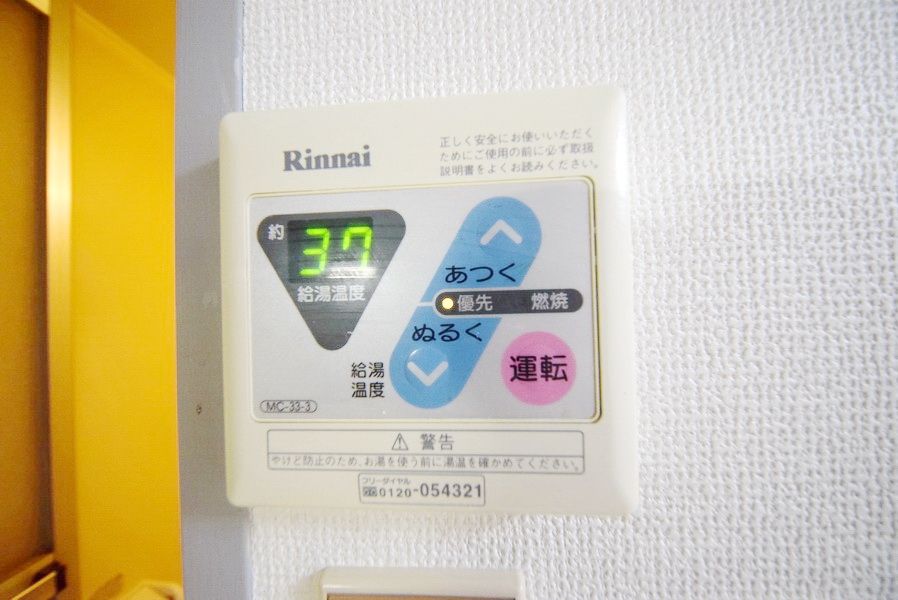 Rinnai
正しく安全にお使いいただく
ためにご使用の前に必ず取扱
説明書をよくお読みください。
約
37
給湯温度
あつく
優先 燃焼
ぬるく
給湯
温度
運転
MC-33-3
⚠ 警告
やけど防止のため、お湯を使う前に湯温を確かめてください。
フリーダイヤル
0120-054321